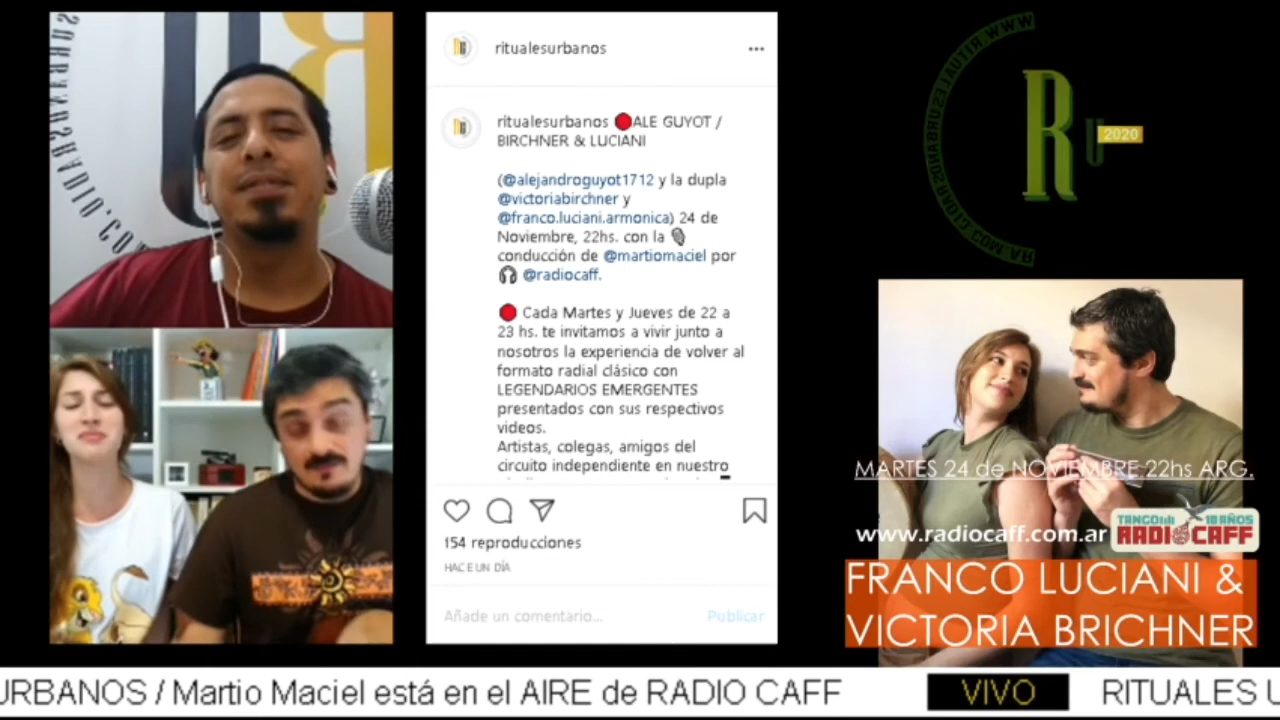 ritualesurbanos
ritualesurbanos 🔴ALE GUYOT /
BIRCHNER & LUCIANI
(@alejandroguyot1712 y la dupla
@victoriabirchner y
@franco.luciani.armonica) 24 de
Noviembre, 22hs. con la 🎙
conducción de @martiomaciel por
🎧 @radiocaff.
🔴 Cada Martes y Jueves de 22 a
23 hs. te invitamos a vivir junto a
nosotros la experiencia de volver al
formato radial clásico con
LEGENDARIOS EMERGENTES
presentados con sus respectivos
videos.
Artistas, colegas, amigos del
circuito independiente en nuestro
154 reproducciones
HACE UN DÍA
Añade un comentario...
Publicar
RU
2020
MARTES 24 de NOVIEMBRE 22hs ARG.
www.radiocaff.com.ar
TANGO
10 AÑOS
RADIO CAFF
FRANCO LUCIANI &
VICTORIA BRICHNER
URBANOS / Martio Maciel está en el AIRE de RADIO CAFF
VIVO
RITUALES U